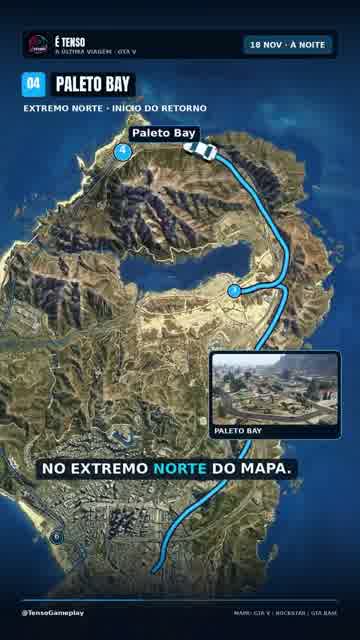 É TENSO
A ÚLTIMA VIAGEM · GTA V
18 NOV · À NOITE
04 PALETO BAY
EXTREMO NORTE · INÍCIO DO RETORNO
Paleto Bay
4
3
PALETO BAY
NO EXTREMO NORTE DO MAPA.
6
@TensoGameplay
MAPA: GTA V · ROCKSTAR | GTA BASE